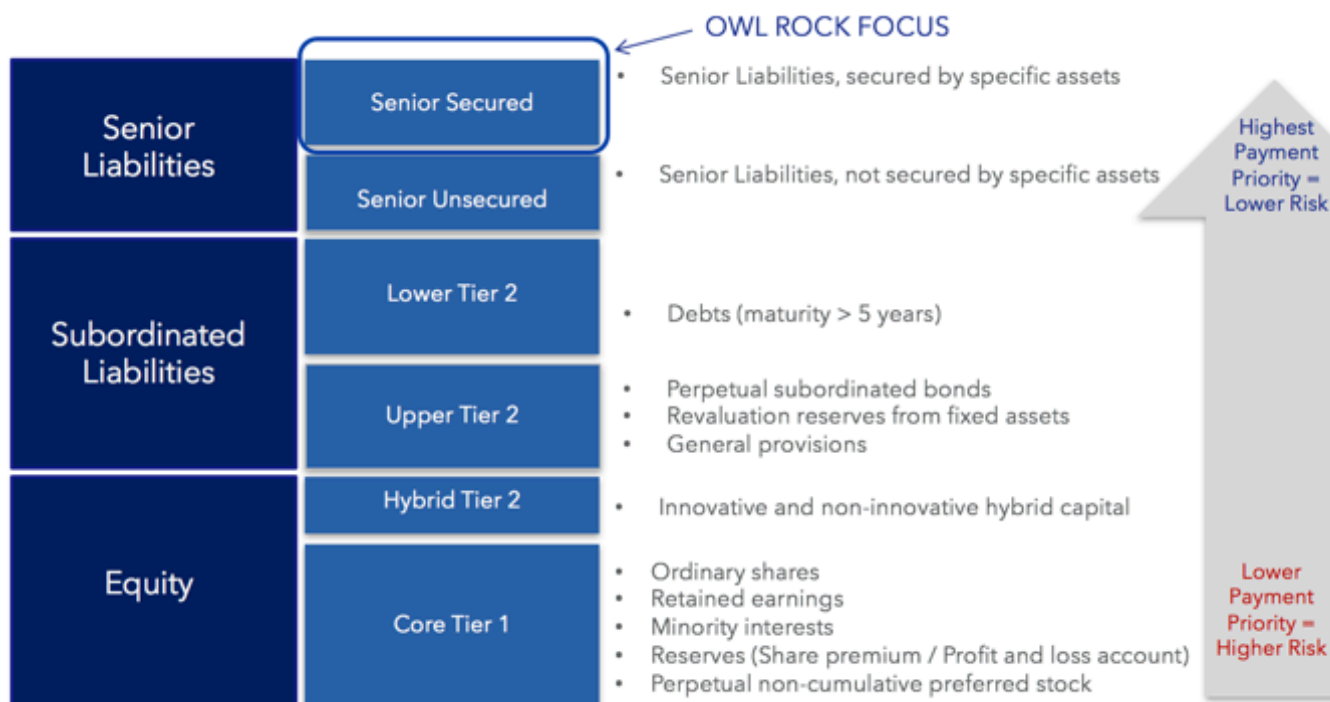 OWL ROCK FOCUS
Senior
Liabilities
Senior Secured
• Senior Liabilities, secured by specific assets
Senior Unsecured
• Senior Liabilities, not secured by specific assets
Subordinated
Liabilities
Lower Tier 2
• Debts (maturity > 5 years)
Upper Tier 2
• Perpetual subordinated bonds
• Revaluation reserves from fixed assets
• General provisions
Equity
Hybrid Tier 2
• Innovative and non-innovative hybrid capital
Core Tier 1
• Ordinary shares
• Retained earnings
• Minority interests
• Reserves (Share premium / Profit and loss account)
• Perpetual non-cumulative preferred stock
Highest
Payment
Priority =
Lower Risk
Lower
Payment
Priority =
Higher Risk